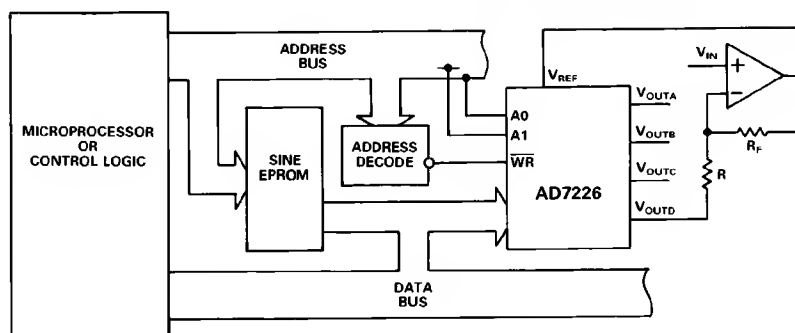 ADDRESS
BUS
MICROPROCESSOR
OR
CONTROL LOGIC
SINE
EPROM
ADDRESS
DECODE
VREF
A0
A1
WR
AD7226
VOUTA
VOUTB
VOUTC
VOUTD
VIN
+
−
RF
R
DATA
BUS